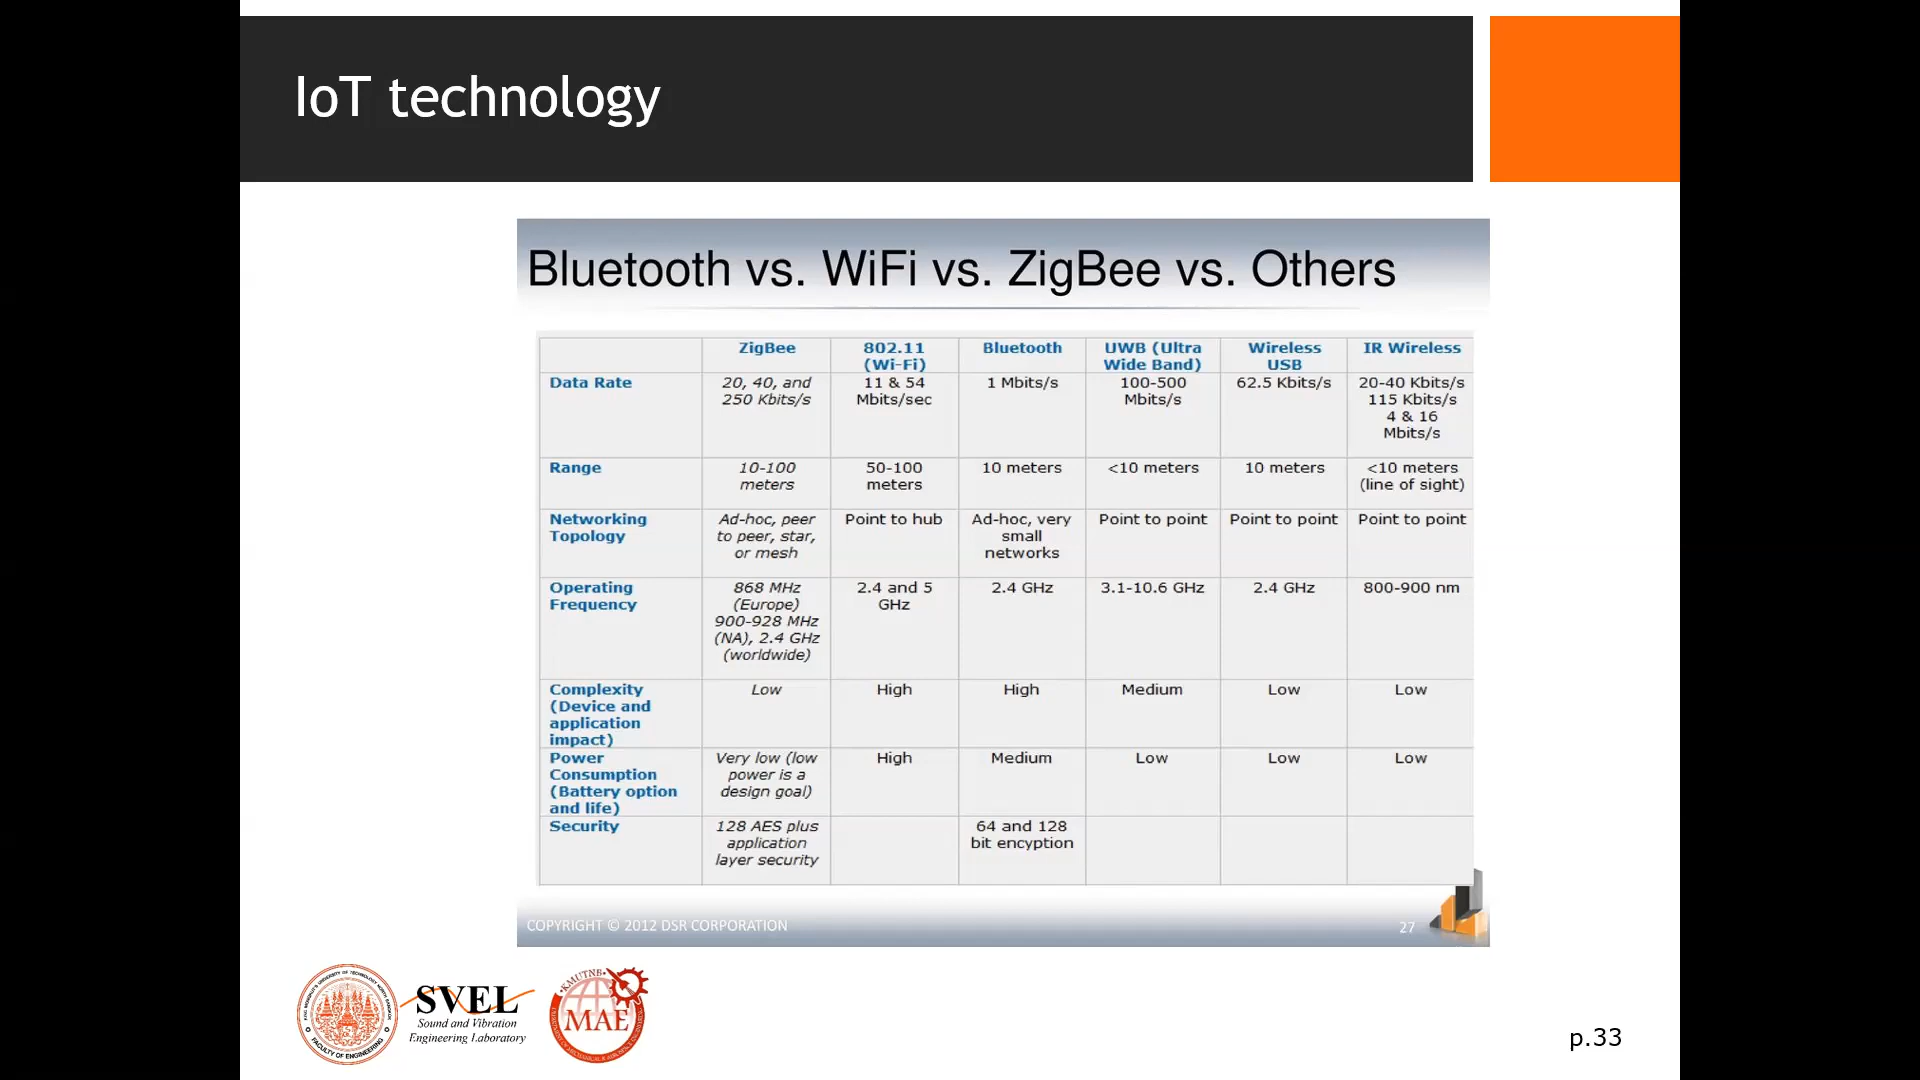 IoT technology
Bluetooth vs. WiFi vs. ZigBee vs. Others
ZigBee
802.11
(Wi-Fi)
Bluetooth
UWB (Ultra
Wide Band)
Wireless
USB
IR Wireless
Data Rate
20, 40, and
250 Kbits/s
11 & 54
Mbits/sec
1 Mbits/s
100-500
Mbits/s
62.5 Kbits/s
20-40 Kbits/s
115 Kbits/s
4 & 16
Mbits/s
Range
10-100
meters
50-100
meters
10 meters
<10 meters
10 meters
<10 meters
(line of sight)
Networking
Topology
Ad-hoc, peer
to peer, star,
or mesh
Point to hub
Ad-hoc, very
small
networks
Point to point
Point to point
Point to point
Operating
Frequency
868 MHz
(Europe)
900-928 MHz
(NA), 2.4 GHz
(worldwide)
2.4 and 5
GHz
2.4 GHz
3.1-10.6 GHz
2.4 GHz
800-900 nm
Complexity
(Device and
application
impact)
Low
High
High
Medium
Low
Low
Power
Consumption
(Battery option
and life)
Very low (low
power is a
design goal)
High
Medium
Low
Low
Low
Security
128 AES plus
application
layer security
64 and 128
bit encyption
COPYRIGHT © 2012 DSR CORPORATION
27
FACULTY OF ENGINEERING
SVEL
Sound and Vibration
Engineering Laboratory
KMUTNB
MAE
p.33